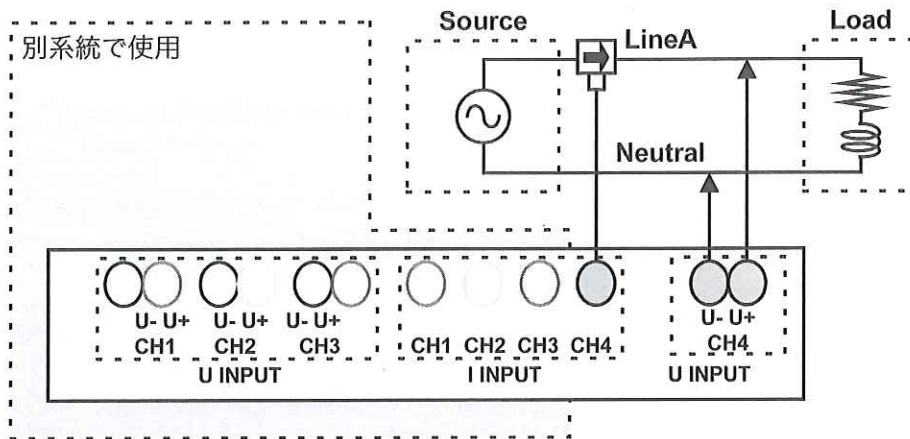 別系統で使用
Source
Load
LineA
Neutral
U- U+
U- U+
U- U+
U- U+
CH1
CH2
CH3
CH1
CH2
CH3
CH4
CH4
U INPUT
I INPUT
U INPUT